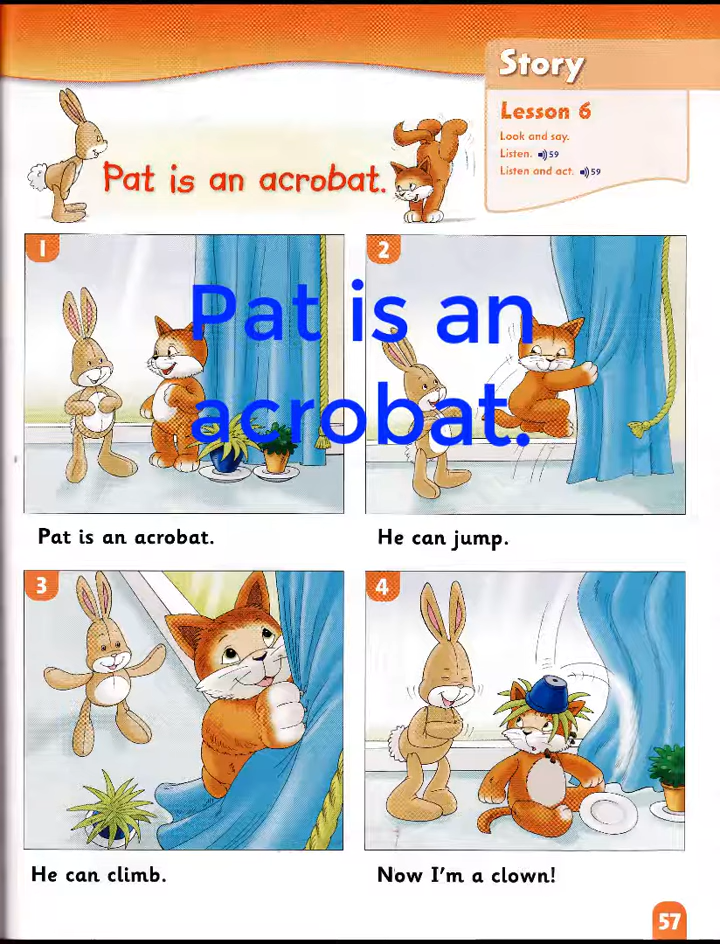 Story
Lesson 6
Look and say.
Listen. 59
Listen and act. 59
Pat is an acrobat.
1
2
Pat is an
acrobat.
Pat is an acrobat.
He can jump.
3
4
He can climb.
Now I'm a clown!
57